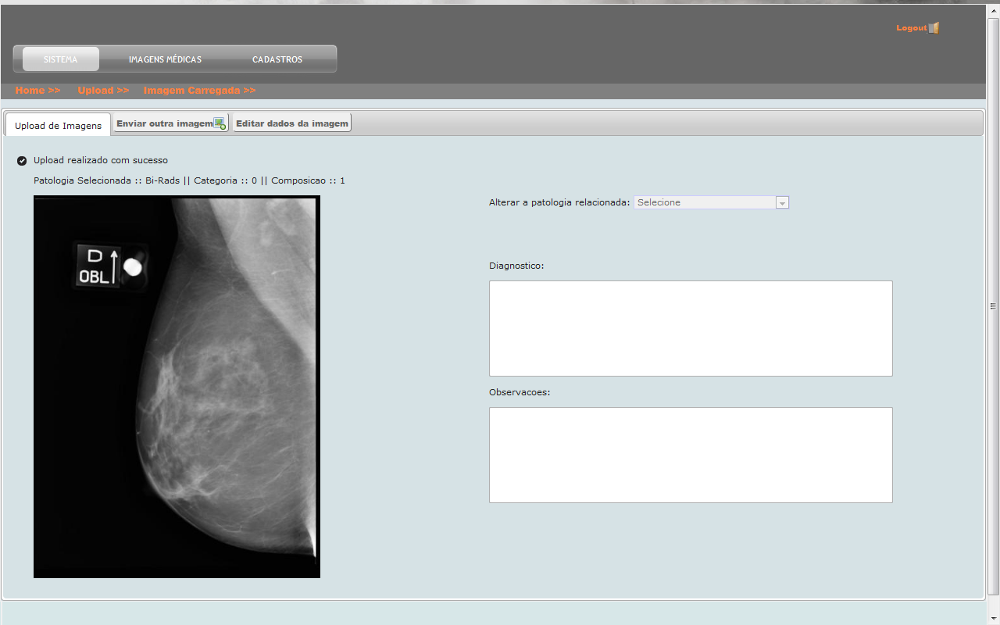 Logout
SISTEMA IMAGENS MÉDICAS CADASTROS
Home >> Upload >> Imagem Carregada >>
Upload de Imagens Enviar outra imagem Editar dados da imagem
Upload realizado com sucesso
Patologia Selecionada :: Bi-Rads || Categoria :: 0 || Composicao :: 1
Alterar a patologia relacionada: Selecione
D
OBL
Diagnostico:
Observacoes: